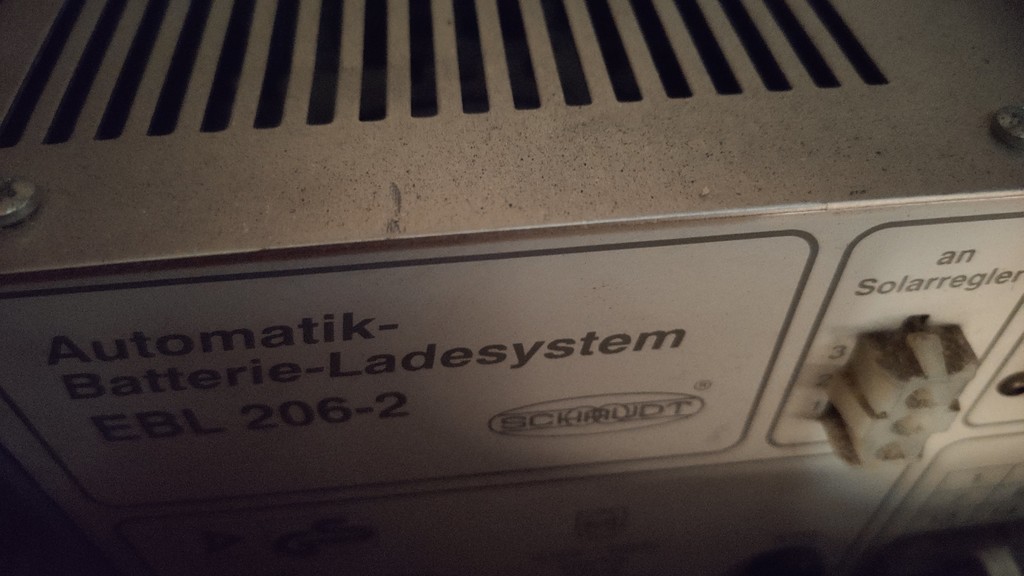 Automatik-
Batterie-Ladesystem
EBL 206-2
SCHAUDT®
an
Solarregler
3
2
1